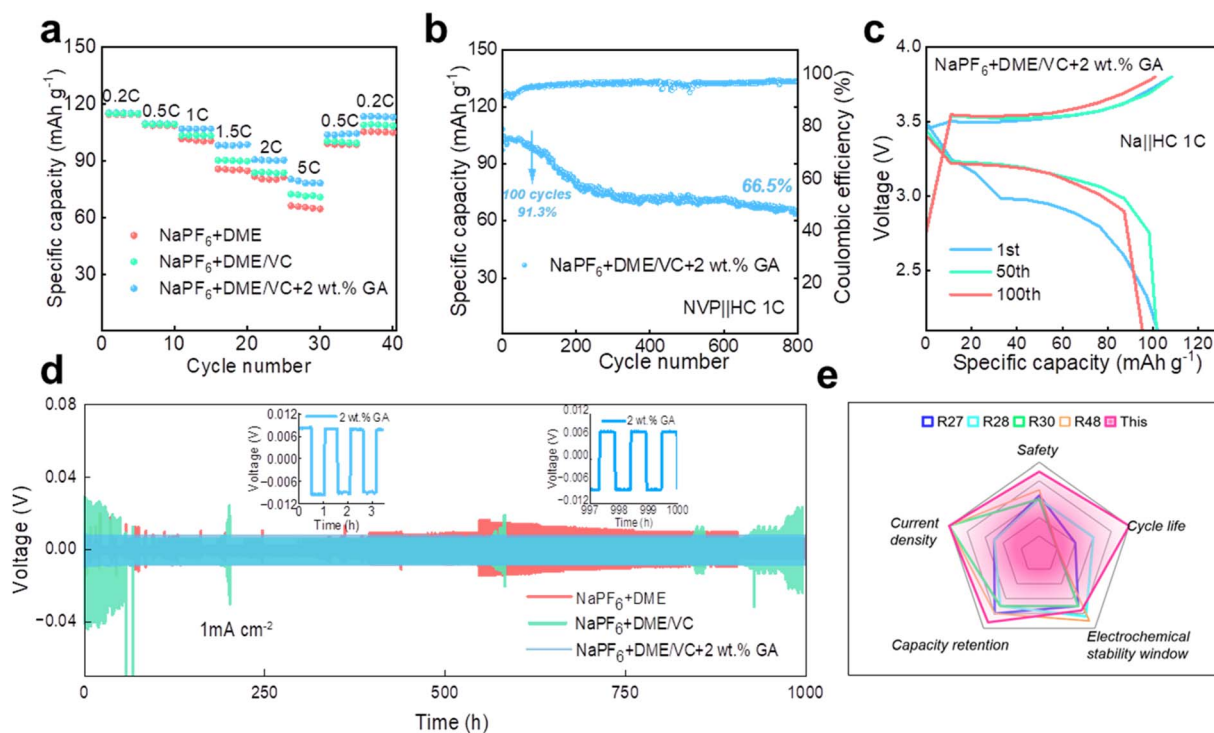 a
150
120
90
60
30
0 10 20 30 40
Specific capacity (mAh g⁻¹)
Cycle number
0.2C
0.5C
1C
1.5C
2C
5C
0.5C
0.2C
NaPF₆+DME
NaPF₆+DME/VC
NaPF₆+DME/VC+2 wt.% GA
b
150
130
90
60
30
0 200 400 600 800
100
80
60
40
20
Specific capacity (mAh g⁻¹)
Coulombic efficiency (%)
Cycle number
100 cycles
91.3%
66.5%
NaPF₆+DME/VC+2 wt.% GA
NVP||HC 1C
c
4.0
3.5
3.0
2.5
0 20 40 60 80 100 120
Voltage (V)
Specific capacity (mAh g⁻¹)
NaPF₆+DME/VC+2 wt.% GA
Na||HC 1C
1st
50th
100th
d
0.08
0.04
0.00
−0.04
0 250 500 750 1000
Voltage (V)
Time (h)
0.012
0.006
0.000
-0.006
-0.012
0 1 2 3
Voltage (V)
Time (h)
2 wt.% GA
0.012
0.006
0.000
-0.006
-0.012
997 998 999 1000
Voltage (V)
Time (h)
2 wt.% GA
1mA cm⁻²
NaPF₆+DME
NaPF₆+DME/VC
NaPF₆+DME/VC+2 wt.% GA
e
R27 R28 R30 R48 This
Safety
Cycle life
Electrochemical
stability window
Capacity retention
Current
density